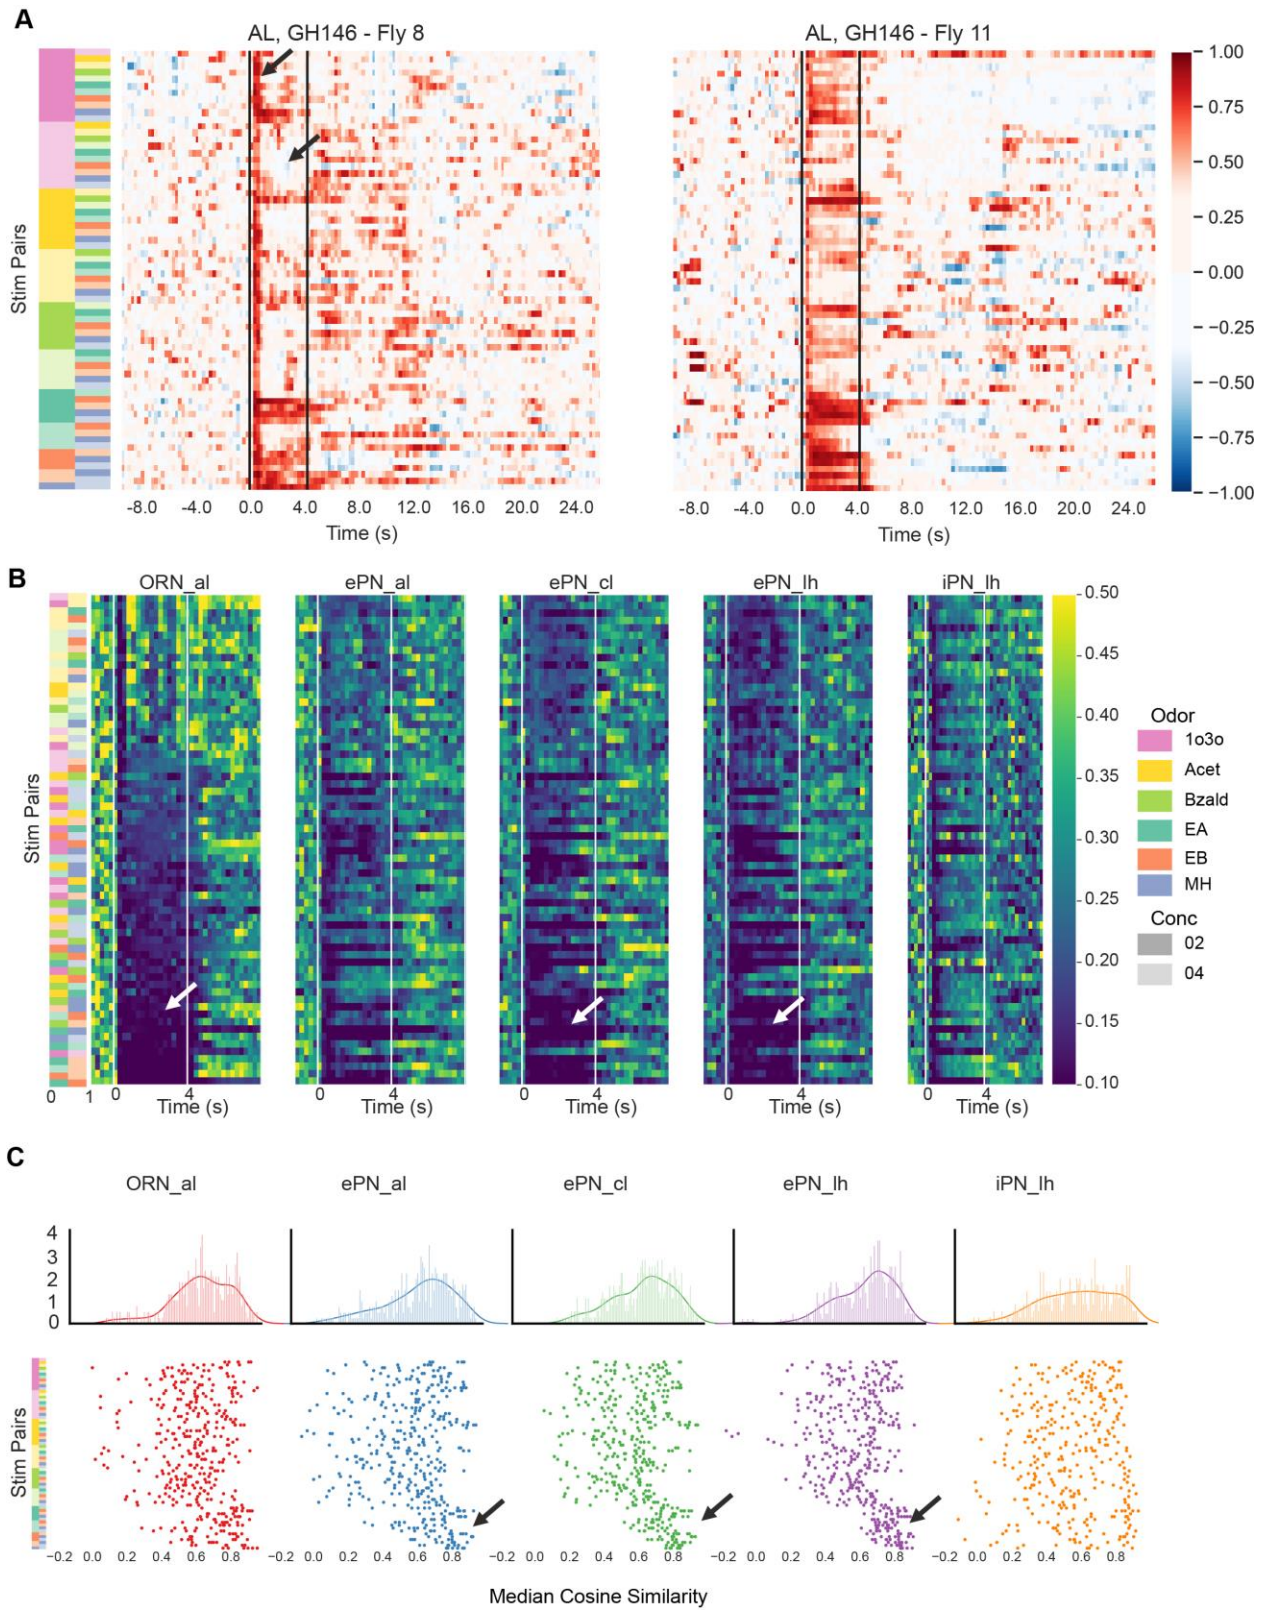 A
AL, GH146 - Fly 8
AL, GH146 - Fly 11
Stim Pairs
1.00
0.75
0.50
0.25
0.00
−0.25
−0.50
−0.75
−1.00
-8.0 -4.0 0.0 4.0 8.0 12.0 16.0 20.0 24.0
-8.0 -4.0 0.0 4.0 8.0 12.0 16.0 20.0 24.0
Time (s)
Time (s)
B
ORN_al
ePN_al
ePN_cl
ePN_lh
iPN_lh
Stim Pairs
0.50
0.45
0.40
0.35
0.30
0.25
0.20
0.15
0.10
Odor
1o3o
Acet
Bzald
EA
EB
MH
Conc
02
04
0 1 0 4 0 4 0 4 0 4 0 4
Time (s) Time (s) Time (s) Time (s) Time (s)
C
ORN_al
ePN_al
ePN_cl
ePN_lh
iPN_lh
4
3
2
1
0
Stim Pairs
−0.2 0.0 0.2 0.4 0.6 0.8 −0.2 0.0 0.2 0.4 0.6 0.8 −0.2 0.0 0.2 0.4 0.6 0.8 −0.2 0.0 0.2 0.4 0.6 0.8 −0.2 0.0 0.2 0.4 0.6 0.8
Median Cosine Similarity